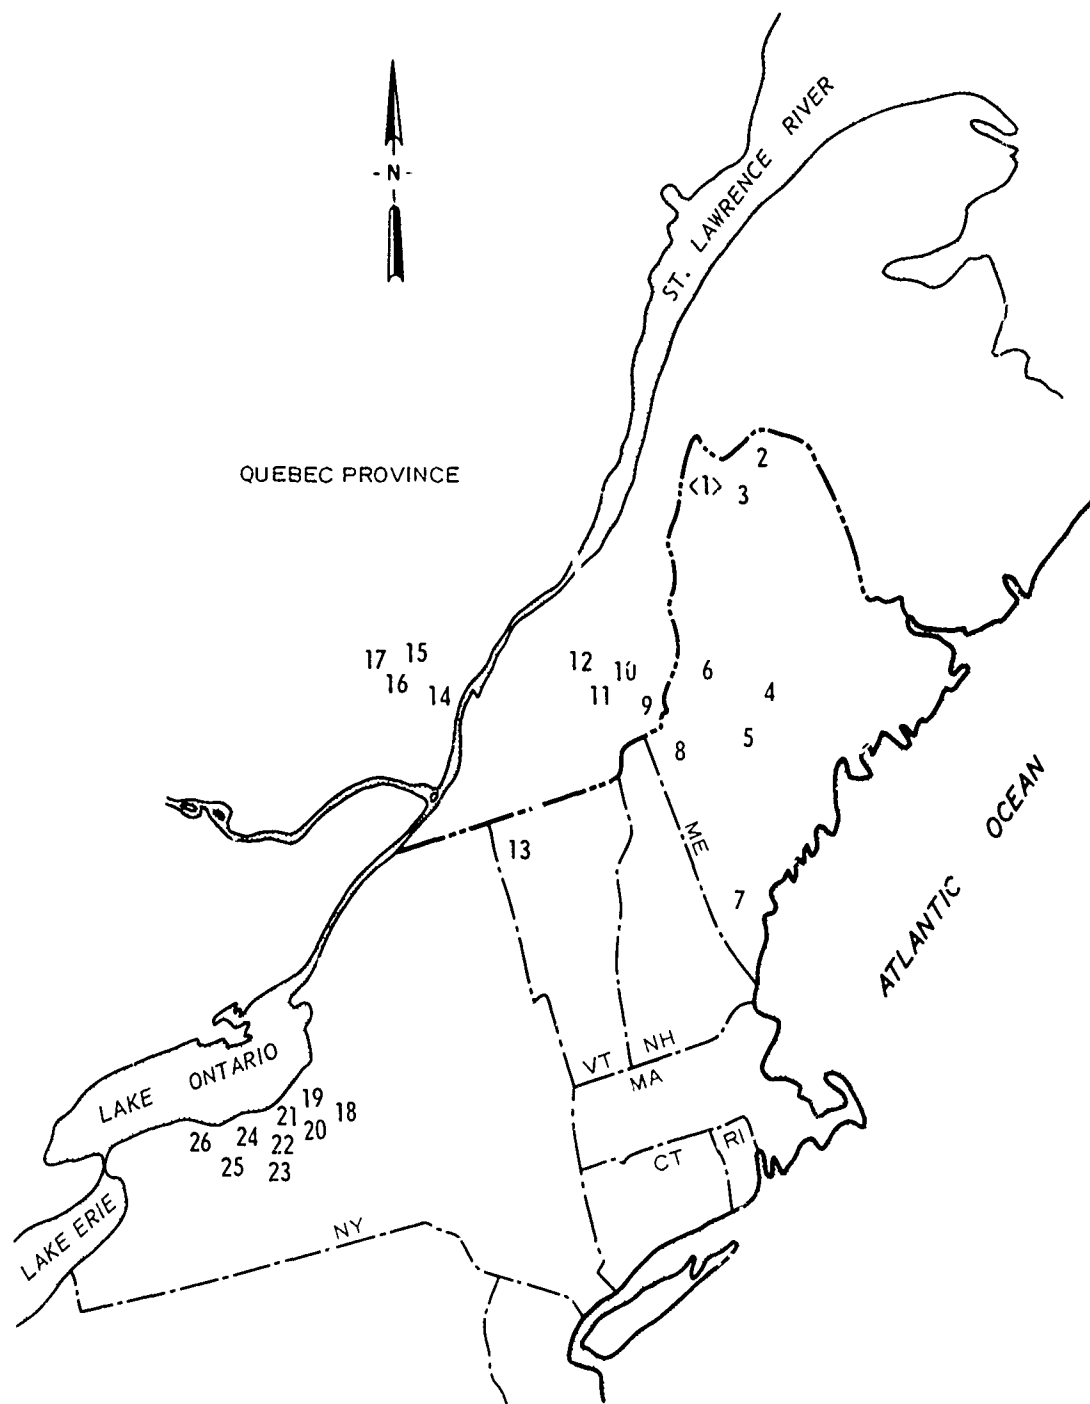 ST. LAWRENCE RIVER
- N -
QUEBEC PROVINCE
2
<1> 3
17 15
16
14
12 10
11
9
6
4
8
5
13
ME
7
ATLANTIC OCEAN
LAKE ONTARIO
VT NH
MA
19
21 18
20
26 24 22
25 23
CT RI
LAKE ERIE
NY